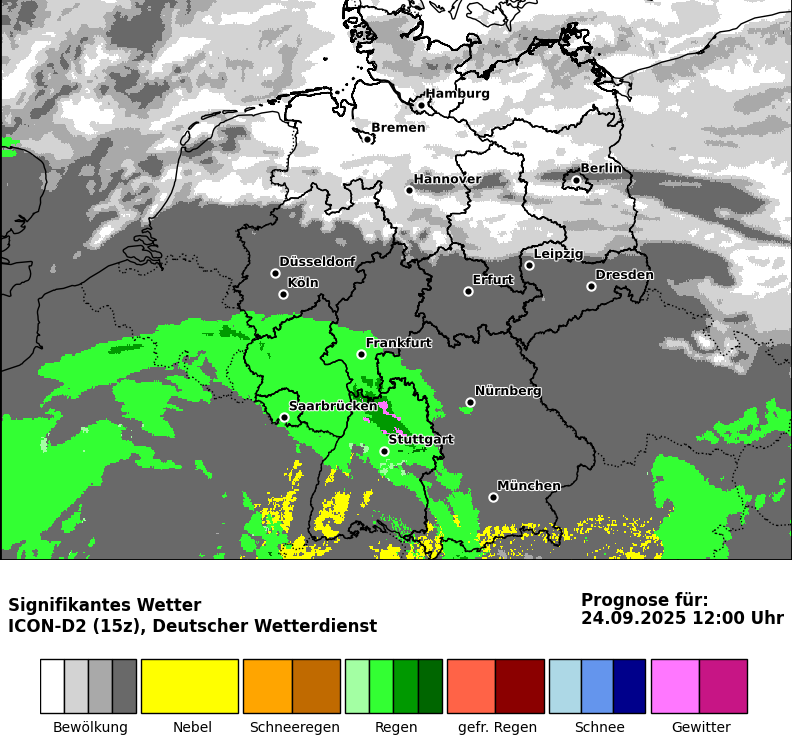 Hamburg
Bremen
Berlin
Hannover
Leipzig
Düsseldorf
Dresden
Köln
Erfurt
Frankfurt
Nürnberg
Saarbrücken
Stuttgart
München
Signifikantes Wetter
ICON-D2 (15z), Deutscher Wetterdienst
Prognose für:
24.09.2025 12:00 Uhr
Bewölkung Nebel Schneeregen Regen gefr. Regen Schnee Gewitter